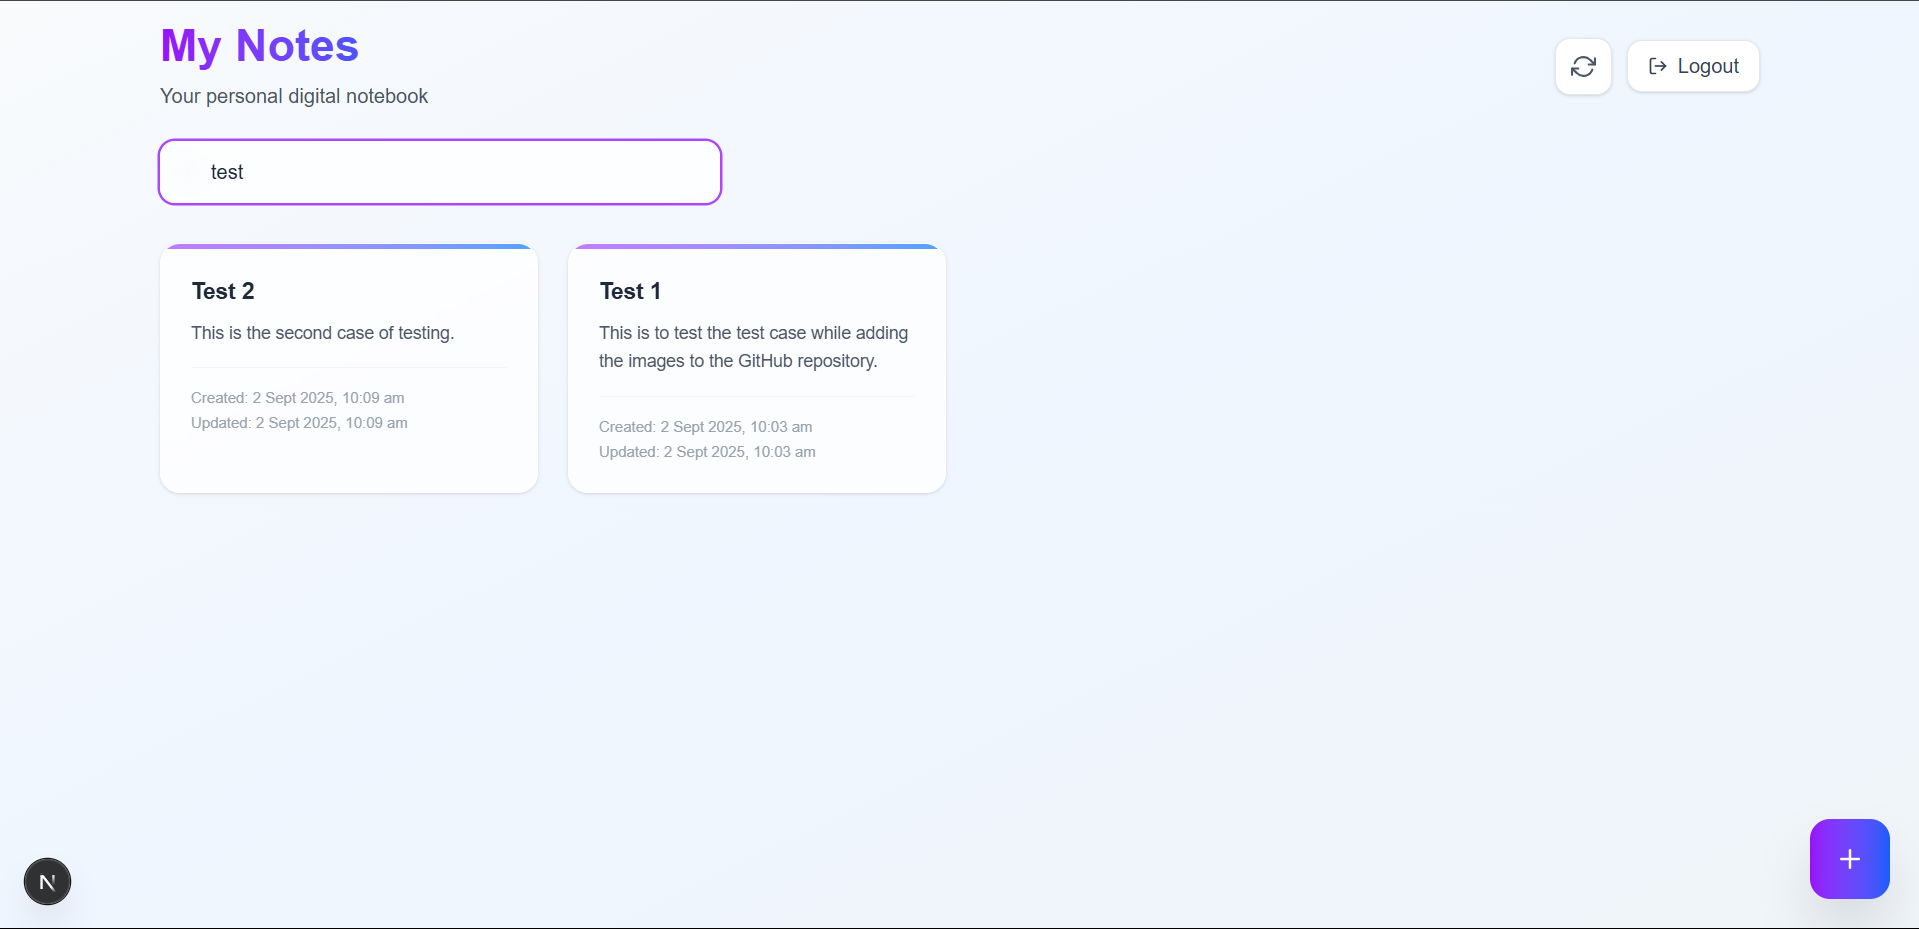 My Notes
Your personal digital notebook
Logout
test
Test 2
This is the second case of testing.
Created: 2 Sept 2025, 10:09 am
Updated: 2 Sept 2025, 10:09 am
Test 1
This is to test the test case while adding
the images to the GitHub repository.
Created: 2 Sept 2025, 10:03 am
Updated: 2 Sept 2025, 10:03 am
N